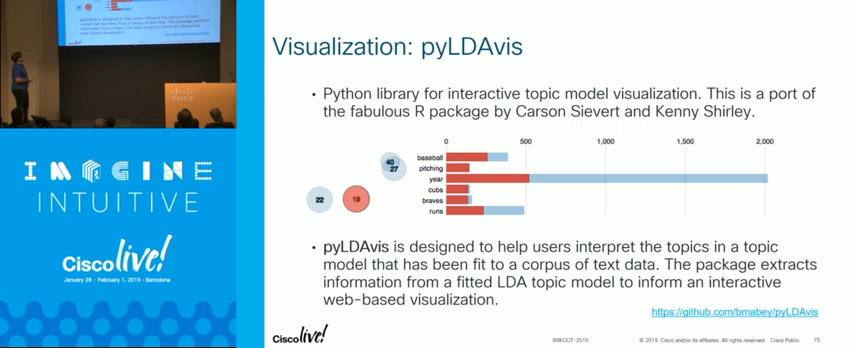 Visualization: pyLDAvis
• Python library for interactive topic model visualization. This is a port of
the fabulous R package by Carson Sievert and Kenny Shirley.
0 500 1,000 1,500 2,000
baseball
pitching
year
cubs
braves
runs
40
27
22
19
• pyLDAvis is designed to help users interpret the topics in a topic
model that has been fit to a corpus of text data. The package extracts
information from a fitted LDA topic model to inform an interactive
web-based visualization.
https://github.com/bmabey/pyLDAvis
Cisco live!
BRKCCT-2510
© 2019 Cisco and/or its affiliates. All rights reserved. Cisco Public
75
CISCO
IMAGINE
INTUITIVE
Cisco live!
January 28 - February 1, 2019 · Barcelona